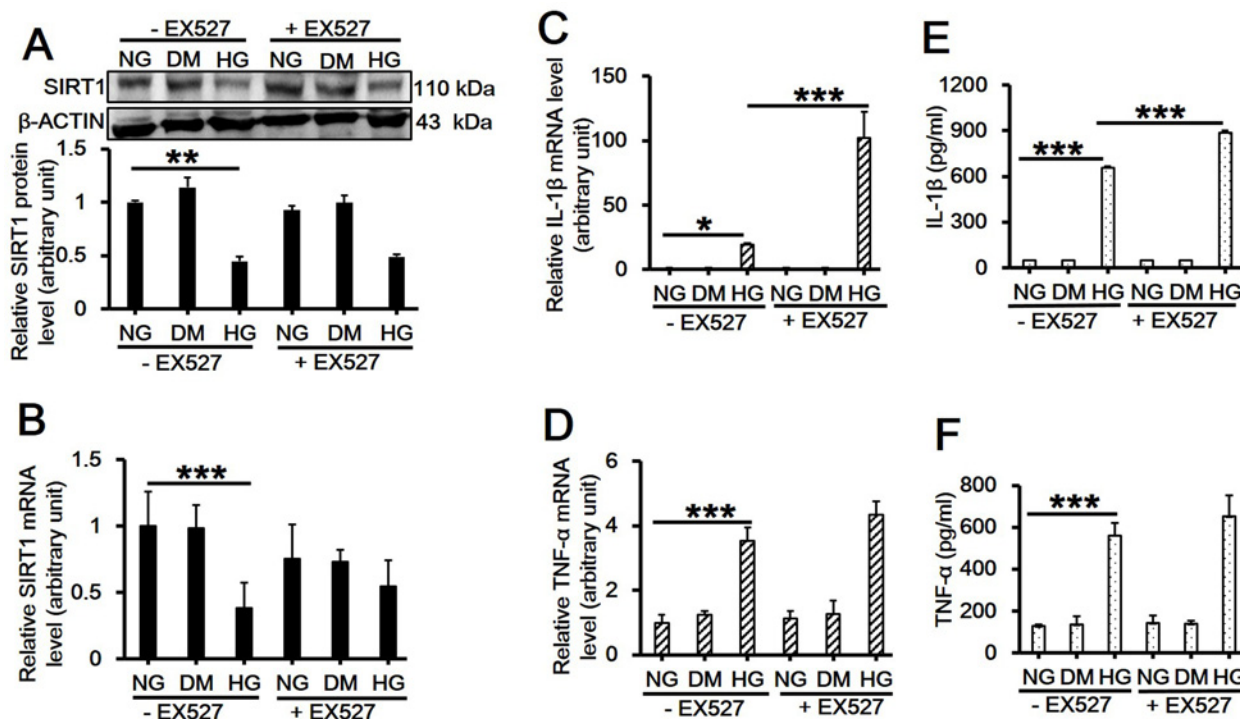 A
- EX527 + EX527
NG DM HG NG DM HG
SIRT1 110 kDa
β-ACTIN 43 kDa
Relative SIRT1 protein
level (arbitrary unit)
1.5
1
0.5
0
**
NG DM HG NG DM HG
- EX527 + EX527
B
Relative SIRT1 mRNA
level (arbitrary unit)
1.5
1
0.5
0
***
NG DM HG NG DM HG
- EX527 + EX527
C
Relative IL-1β mRNA level
(arbitrary unit)
150
100
50
0
***
*
NG DM HG NG DM HG
- EX527 + EX527
D
Relative TNF-α mRNA
level (arbitrary unit)
6
4
2
0
***
NG DM HG NG DM HG
- EX527 + EX527
E
IL-1β (pg/ml)
1200
900
600
300
0
***
***
NG DM HG NG DM HG
- EX527 + EX527
F
TNF-α (pg/ml)
800
600
400
200
0
***
NG DM HG NG DM HG
- EX527 + EX527